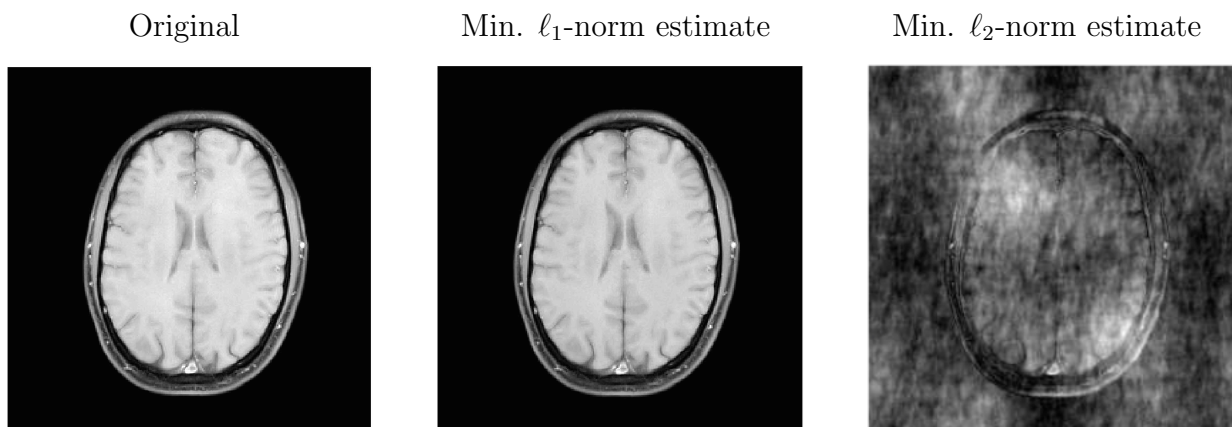 Original
Min. ℓ₁-norm estimate
Min. ℓ₂-norm estimate